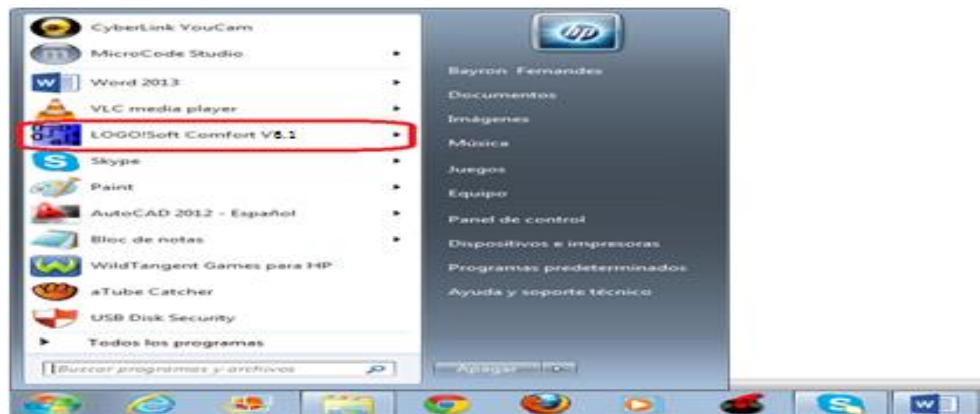 CyberLink YouCam
MicroCode Studio
Word 2013
VLC media player
LOGO!Soft Comfort V8.1
Skype
Paint
AutoCAD 2012 - Español
Bloc de notas
WildTangent Games para HP
aTube Catcher
USB Disk Security
Todos los programas
Buscar programas y archivos
hp
Bayron Fernandes
Documentos
Imágenes
Música
Juegos
Equipo
Panel de control
Dispositivos e impresoras
Programas predeterminados
Ayuda y soporte técnico
Apagar